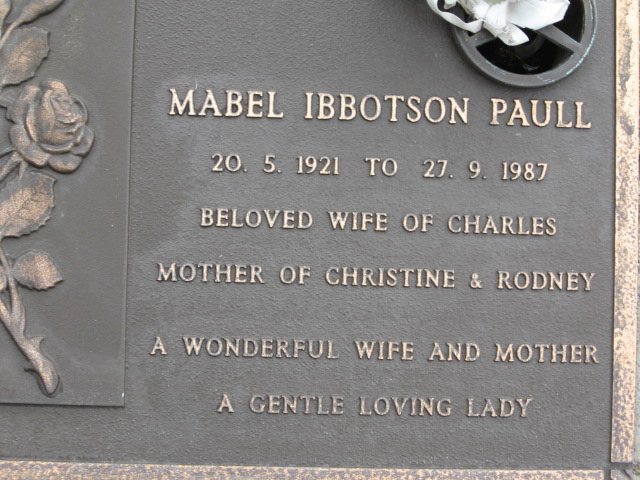 MABEL IBBOTSON PAULL
20. 5. 1921 TO 27. 9. 1987
BELOVED WIFE OF CHARLES
MOTHER OF CHRISTINE & RODNEY
A WONDERFUL WIFE AND MOTHER
A GENTLE LOVING LADY